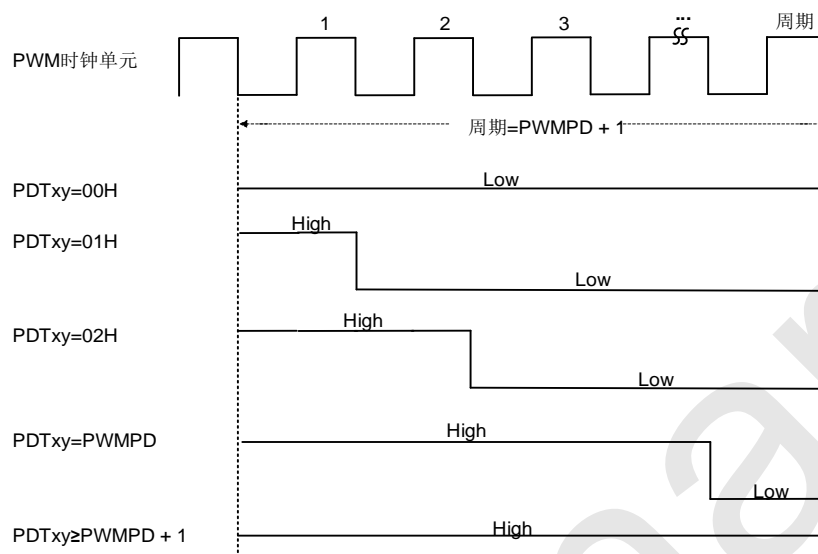 1 2 3 ... 周期
PWM时钟单元
周期=PWMPD + 1
PDTxy=00H Low
PDTxy=01H High Low
PDTxy=02H High Low
PDTxy=PWMPD High Low
PDTxy≥PWMPD + 1 High